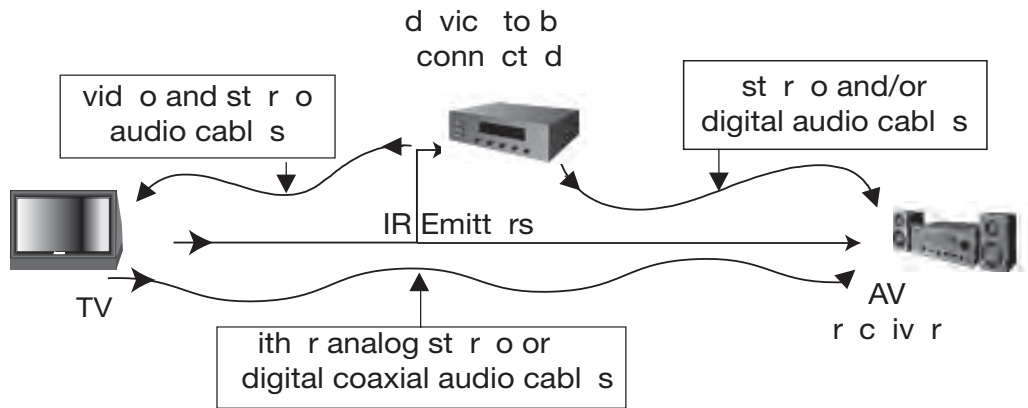 d vic to b
conn ct d
vid o and st r o
audio cabl s
st r o and/or
digital audio cabl s
IR Emitt rs
TV
AV
r c iv r
ith r analog st r o or
digital coaxial audio cabl s